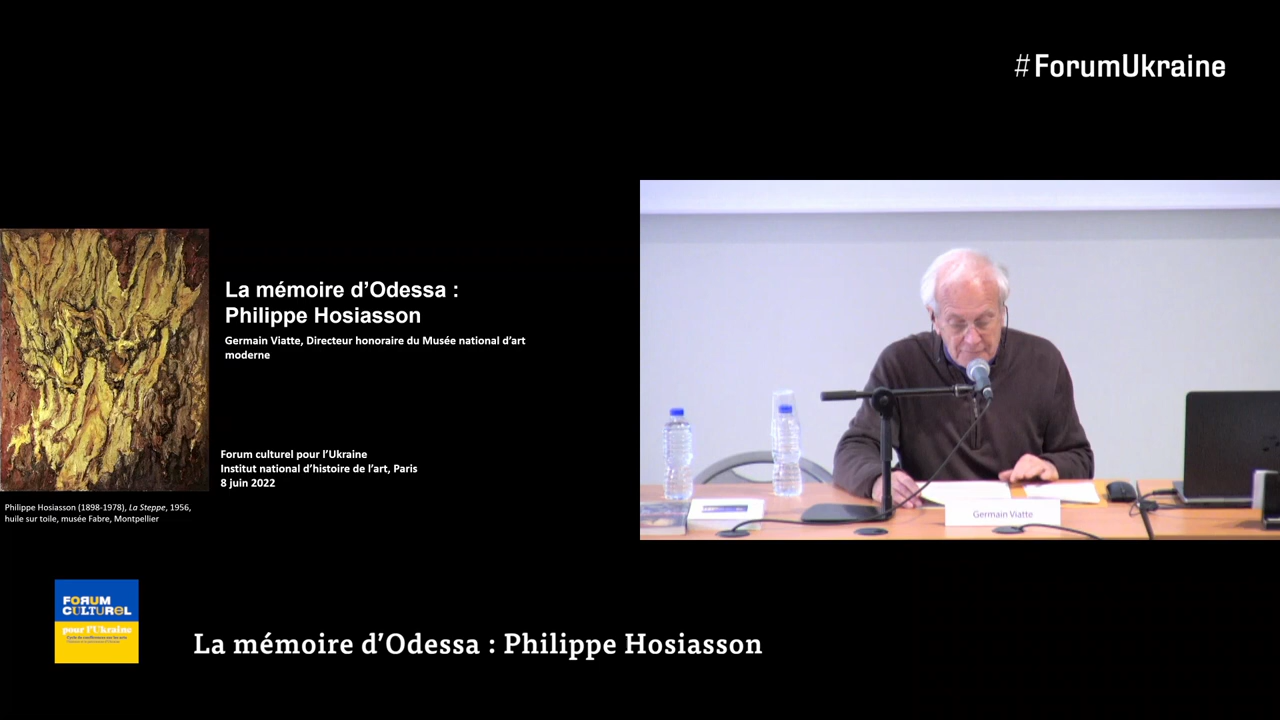 #ForumUkraine
La mémoire d'Odessa :
Philippe Hosiasson
Germain Viatte, Directeur honoraire du Musée national d'art
moderne
Forum culturel pour l'Ukraine
Institut national d'histoire de l'art, Paris
8 juin 2022
Philippe Hosiasson (1898-1978), La Steppe, 1956,
huile sur toile, musée Fabre, Montpellier
Germain Viatte
FORUM
CULTUREL
pour l'Ukraine
La mémoire d'Odessa : Philippe Hosiasson